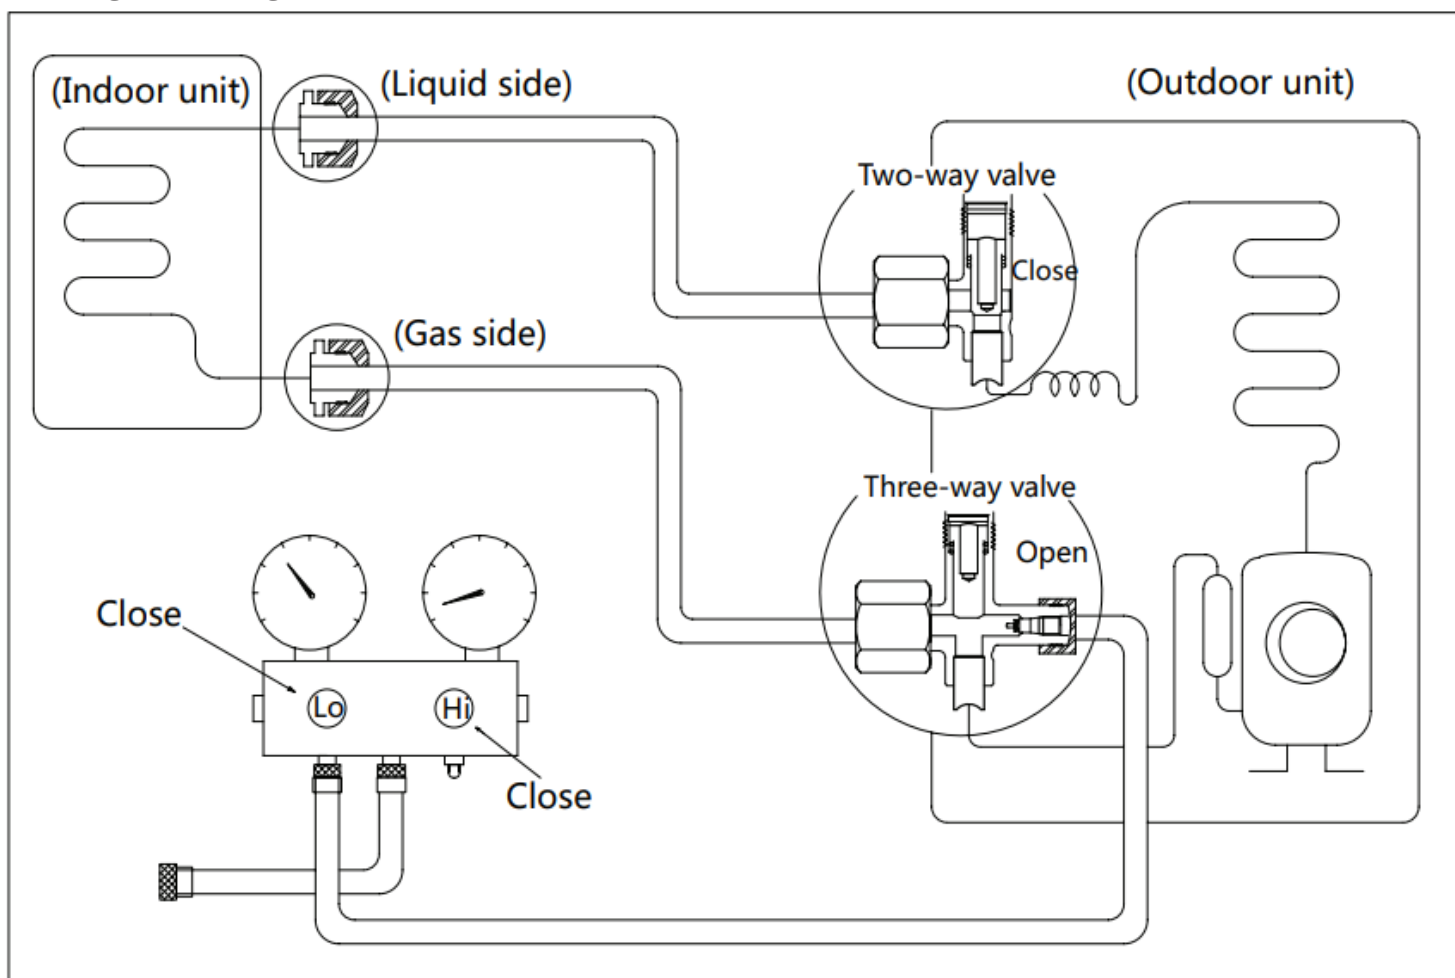 (Indoor unit)
(Liquid side)
(Outdoor unit)
Two-way valve
Close
(Gas side)
Three-way valve
Open
Close
Lo
Hi
Close